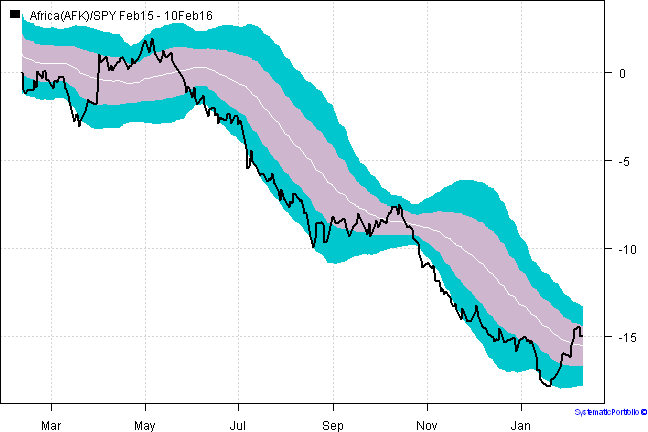 Africa(AFK)/SPY Feb15 - 10Feb16
0
-5
-10
-15
Mar May Jul Sep Nov Jan
SystematicPortfolio ©